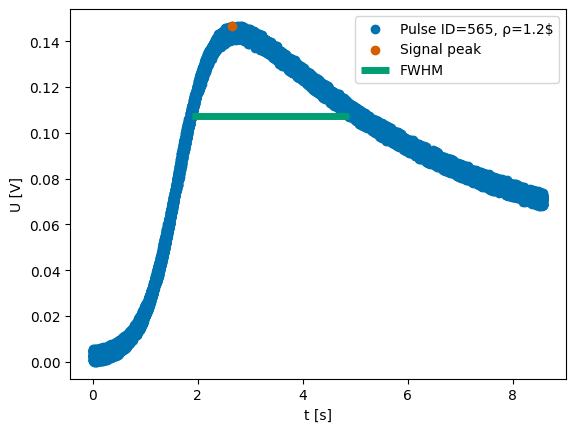 Pulse ID=565, ρ=1.2$
Signal peak
FWHM
U [V]
0.14
0.12
0.10
0.08
0.06
0.04
0.02
0.00
0 2 4 6 8
t [s]